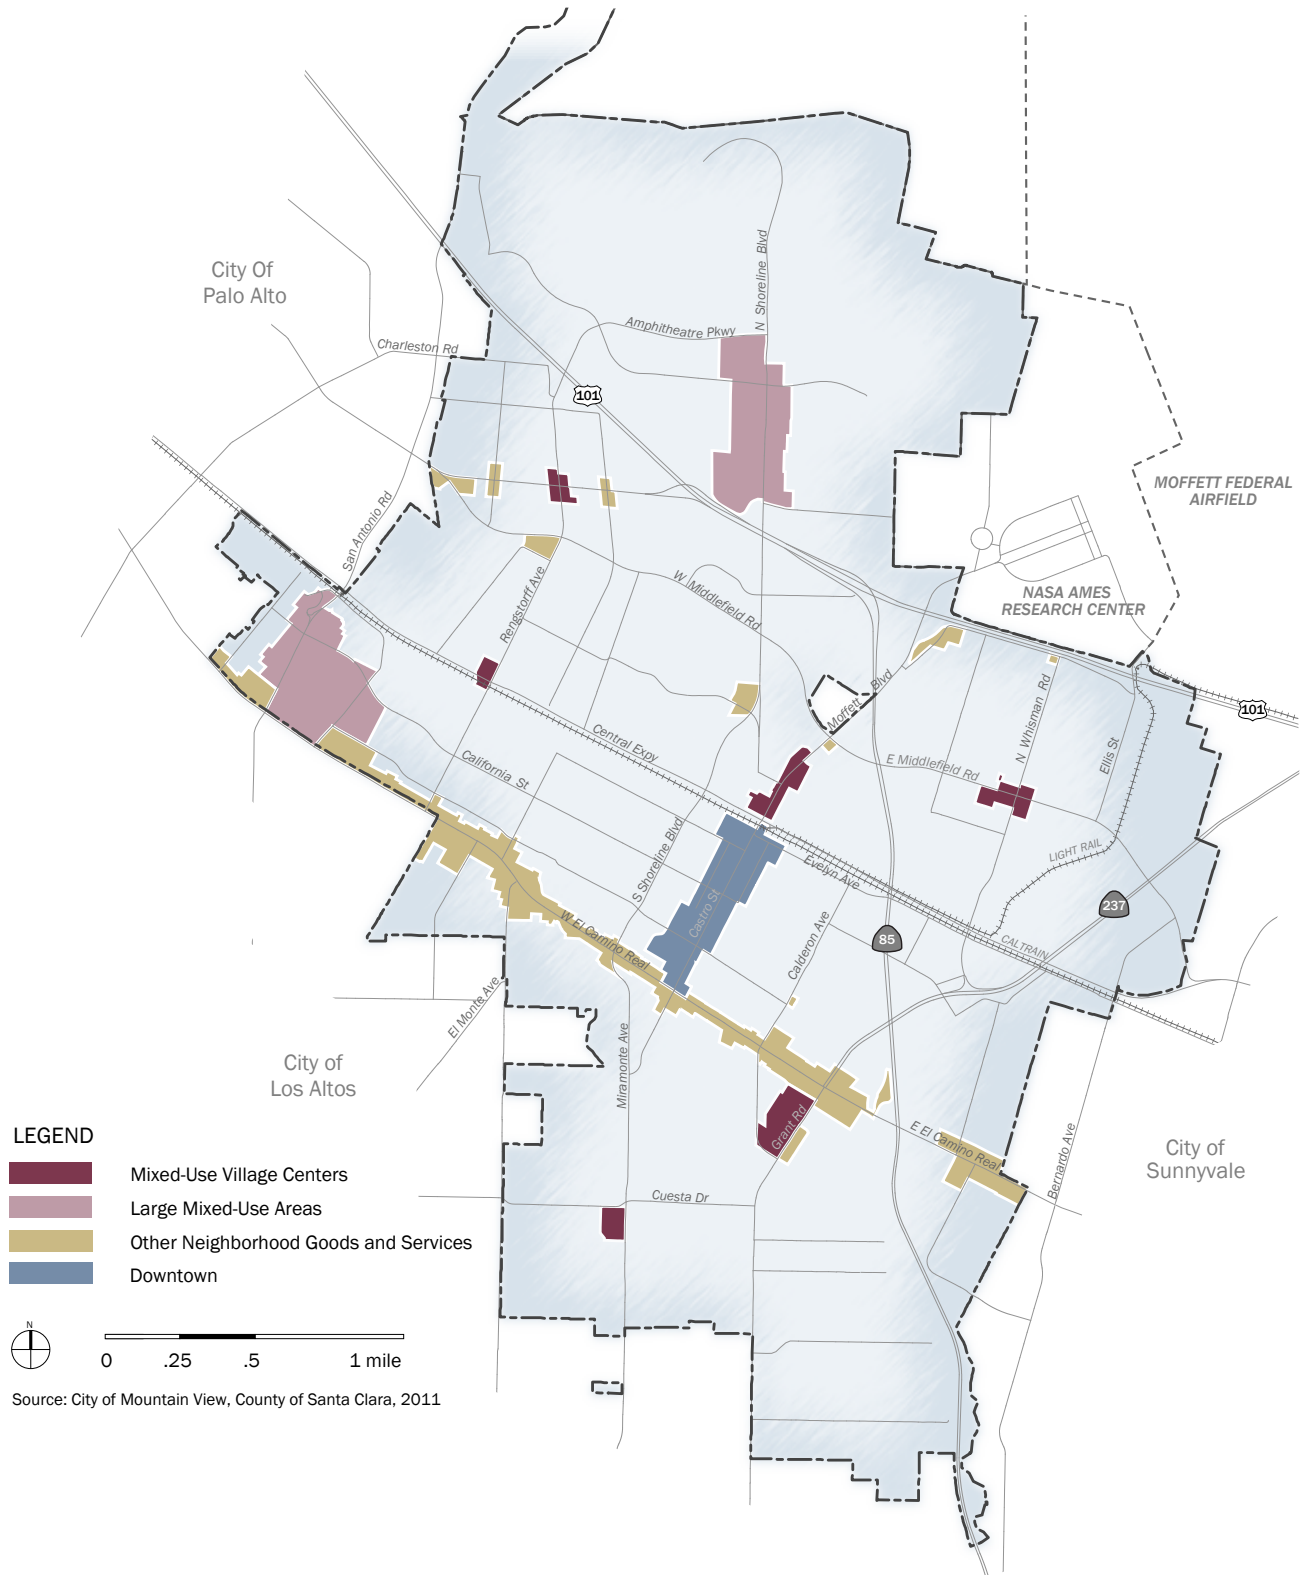 City Of
Palo Alto
N Shoreline Blvd
Amphitheatre Pkwy
Charleston Rd
101
MOFFETT FEDERAL
AIRFIELD
San Antonio Rd
NASA AMES
RESEARCH CENTER
W Middlefield Rd
Rengstorff Ave
Moffett Blvd
N Whisman Rd
101
Ellis St
Central Expy
California St
E Middlefield Rd
LIGHT RAIL
S Shoreline Blvd
Evelyn Ave
237
Castro St
W El Camino Real
Calderon Ave
85
CALTRAIN
El Monte Ave
City of
Los Altos
Miramonte Ave
Grant Rd
E El Camino Real
Bernardo Ave
City of
Sunnyvale
Cuesta Dr
LEGEND
Mixed-Use Village Centers
Large Mixed-Use Areas
Other Neighborhood Goods and Services
Downtown
N
0 .25 .5 1 mile
Source: City of Mountain View, County of Santa Clara, 2011